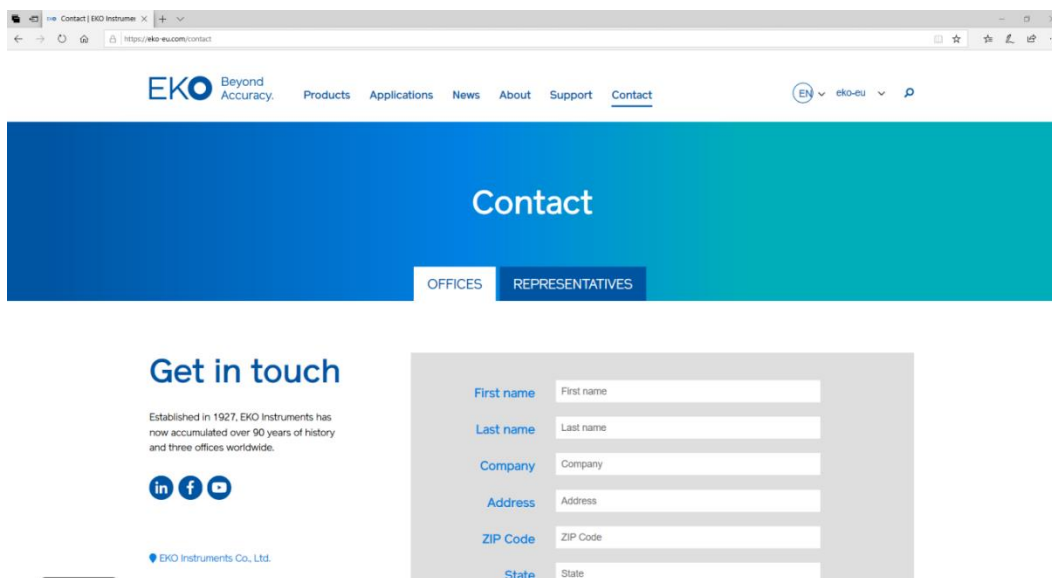 Contact | EKO Instrumer
https://eko-eu.com/contact
EKO Beyond
Accuracy.
Products Applications News About Support Contact
EN eko-eu
Contact
OFFICES REPRESENTATIVES
Get in touch
Established in 1927, EKO Instruments has
now accumulated over 90 years of history
and three offices worldwide.
in f
EKO Instruments Co., Ltd.
First name First name
Last name Last name
Company Company
Address Address
ZIP Code ZIP Code
State State